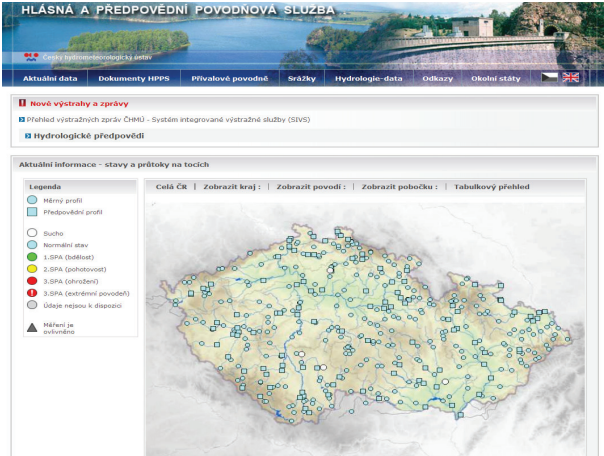 HLÁSNÁ A PŘEDPOVĚDNÍ POVODŇOVÁ SLUŽBA
Český hydrometeorologický ústav
Aktuální data Dokumenty HPPS Přívalové povodně Srážky Hydrologie-data Odkazy Okolní státy
Nové výstrahy a zprávy
Přehled výstražných zpráv ČHMÚ - Systém integrované výstražné služby (SIVS)
Hydrologické předpovědi
Aktuální informace - stavy a průtoky na tocích
Legenda
Měrný profil
Předpovědní profil
Sucho
Normální stav
1.SPA (bdělost)
2.SPA (pohotovost)
3.SPA (ohrožení)
3.SPA (extrémní povodeň)
Údaje nejsou k dispozici
Měření je
ovlivněno
Celá ČR | Zobrazit kraj : | Zobrazit povodí : | Zobrazit pobočku : | Tabulkový přehled